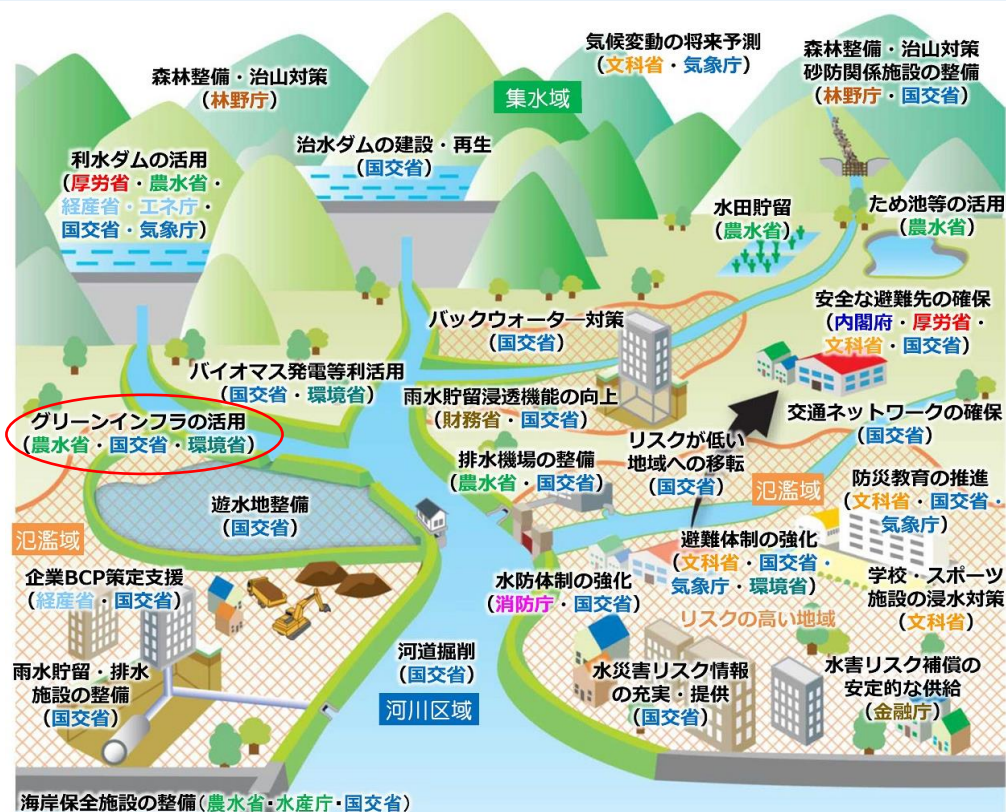 気候変動の将来予測
(文科省・気象庁)
森林整備・治山対策
砂防関係施設の整備
(林野庁・国交省)
森林整備・治山対策
(林野庁)
集水域
治水ダムの建設・再生
(国交省)
利水ダムの活用
(厚労省・農水省・
経産省・エネ庁・
国交省・気象庁)
水田貯留
(農水省)
ため池等の活用
(農水省)
安全な避難先の確保
(内閣府・厚労省・
文科省・国交省)
バックウォーター対策
(国交省)
バイオマス発電等利活用
(国交省・環境省)
雨水貯留浸透機能の向上
(財務省・国交省)
交通ネットワークの確保
(国交省)
グリーンインフラの活用
(農水省・国交省・環境省)
リスクが低い
地域への移転
(国交省)
排水機場の整備
(農水省・国交省)
氾濫域
防災教育の推進
(文科省・国交省・
気象庁)
遊水地整備
(国交省)
氾濫域
避難体制の強化
(文科省・国交省・
気象庁・環境省)
企業BCP策定支援
(経産省・国交省)
水防体制の強化
(消防庁・国交省)
学校・スポーツ
施設の浸水対策
(文科省)
リスクの高い地域
河道掘削
(国交省)
河川区域
雨水貯留・排水
施設の整備
(国交省)
水災害リスク情報
の充実・提供
(国交省)
水害リスク補償の
安定的な供給
(金融庁)
海岸保全施設の整備(農水省・水産庁・国交省)